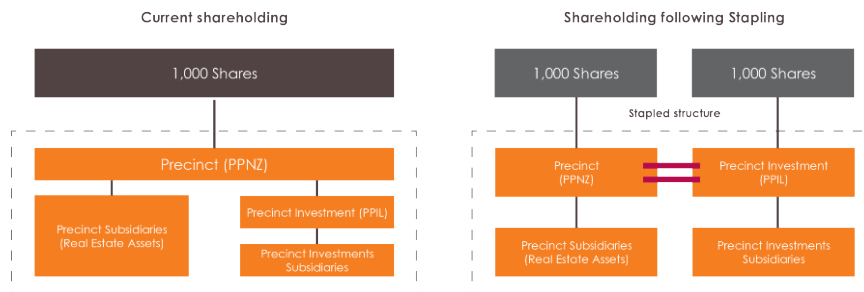 Current shareholding
1,000 Shares
Precinct (PPNZ)
Precinct Subsidiaries
(Real Estate Assets)
Precinct Investment (PPIL)
Precinct Investments
Subsidiaries
Shareholding following Stapling
1,000 Shares
1,000 Shares
Stapled structure
Precinct
(PPNZ)
Precinct Investment
(PPIL)
Precinct Subsidiaries
(Real Estate Assets)
Precinct Investments
Subsidiaries